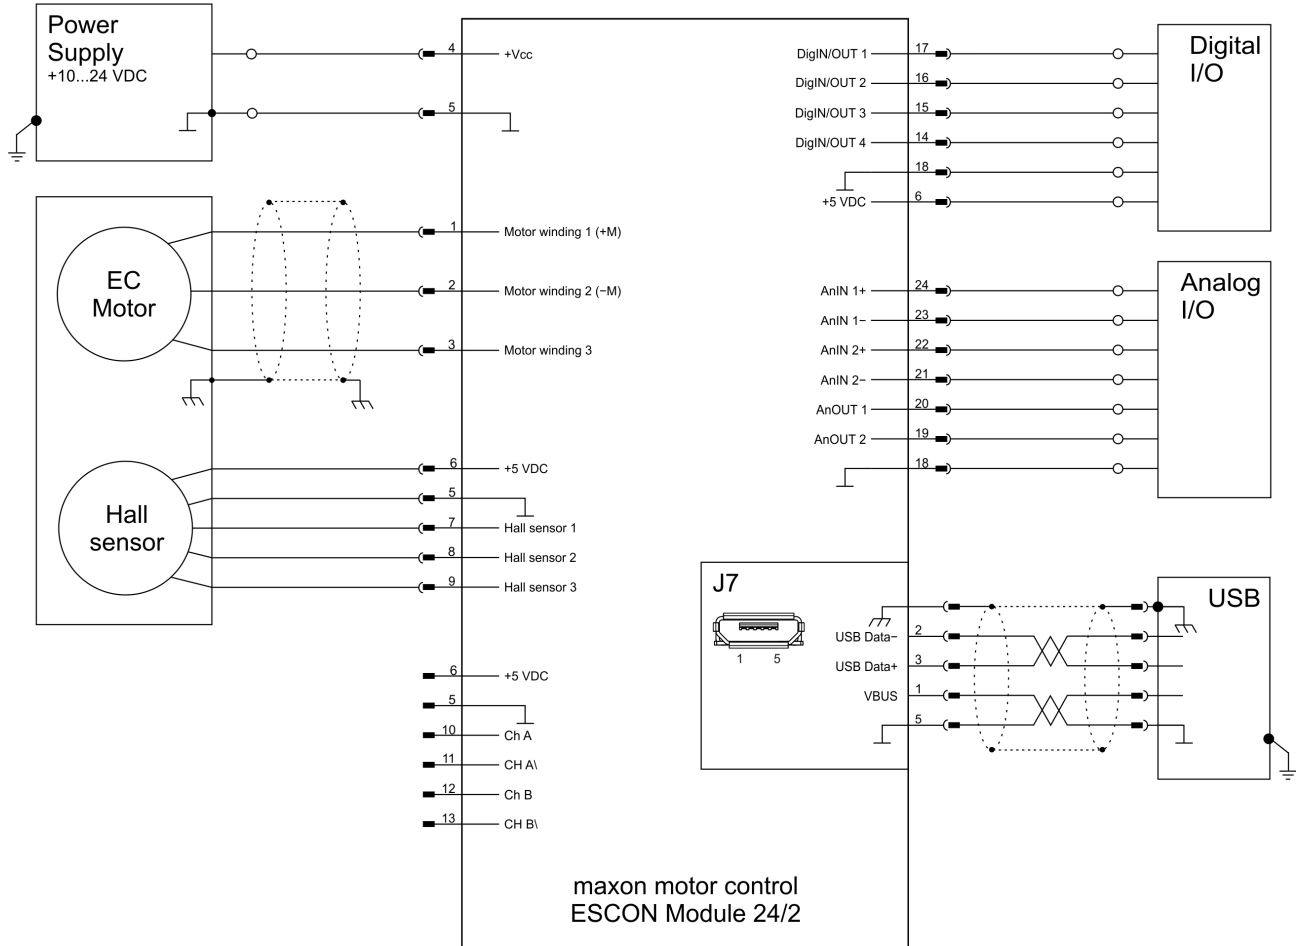 Power
Supply
+10...24 VDC
4
+Vcc
5
EC
Motor
1
Motor winding 1 (+M)
2
Motor winding 2 (−M)
3
Motor winding 3
Hall
sensor
6
+5 VDC
5
7
Hall sensor 1
8
Hall sensor 2
9
Hall sensor 3
6
+5 VDC
5
10
Ch A
11
CH A\
12
Ch B
13
CH B\
DigIN/OUT 1
17
DigIN/OUT 2
16
DigIN/OUT 3
15
DigIN/OUT 4
14
18
+5 VDC
6
Digital
I/O
AnIN 1+
24
AnIN 1−
23
AnIN 2+
22
AnIN 2−
21
AnOUT 1
20
AnOUT 2
19
18
Analog
I/O
J7
1 5
USB Data−
2
USB Data+
3
VBUS
1
5
USB
maxon motor control
ESCON Module 24/2